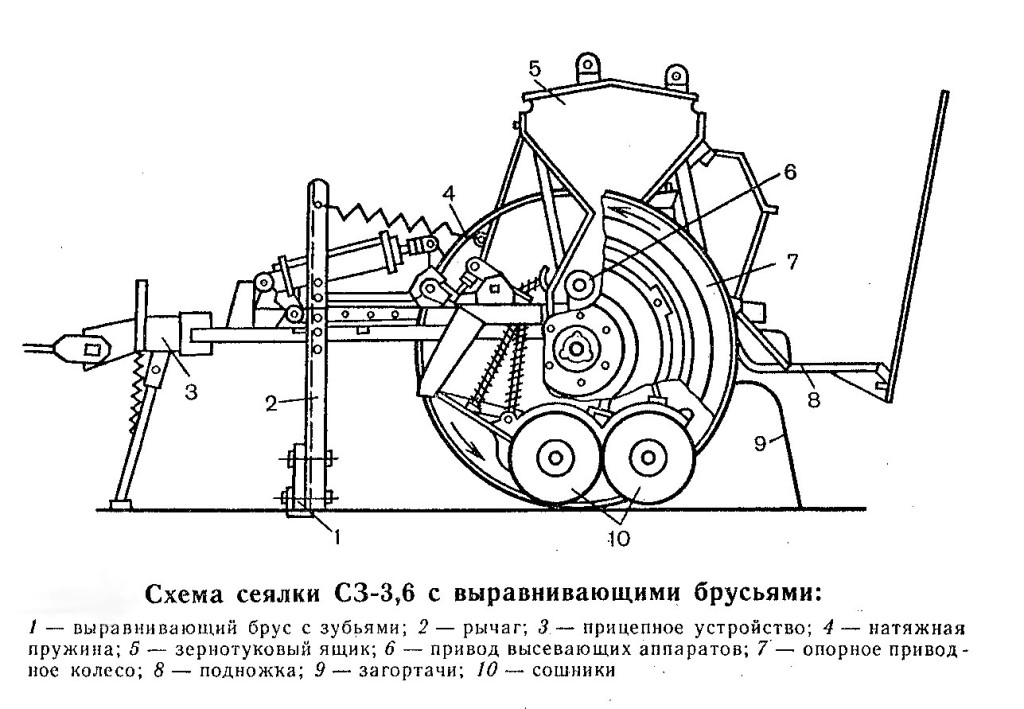 5
6
4
7
3
2
8
9
1
10
Схема сеялки СЗ-3,6 с выравнивающими брусьями:
1 — выравнивающий брус с зубьями; 2 — рычаг; 3 — прицепное устройство; 4 — натяжная
пружина; 5 — зернотуковый ящик; 6 — привод высевающих аппаратов; 7 — опорное привод-
ное колесо; 8 — подножка; 9 — загортачи; 10 — сошники